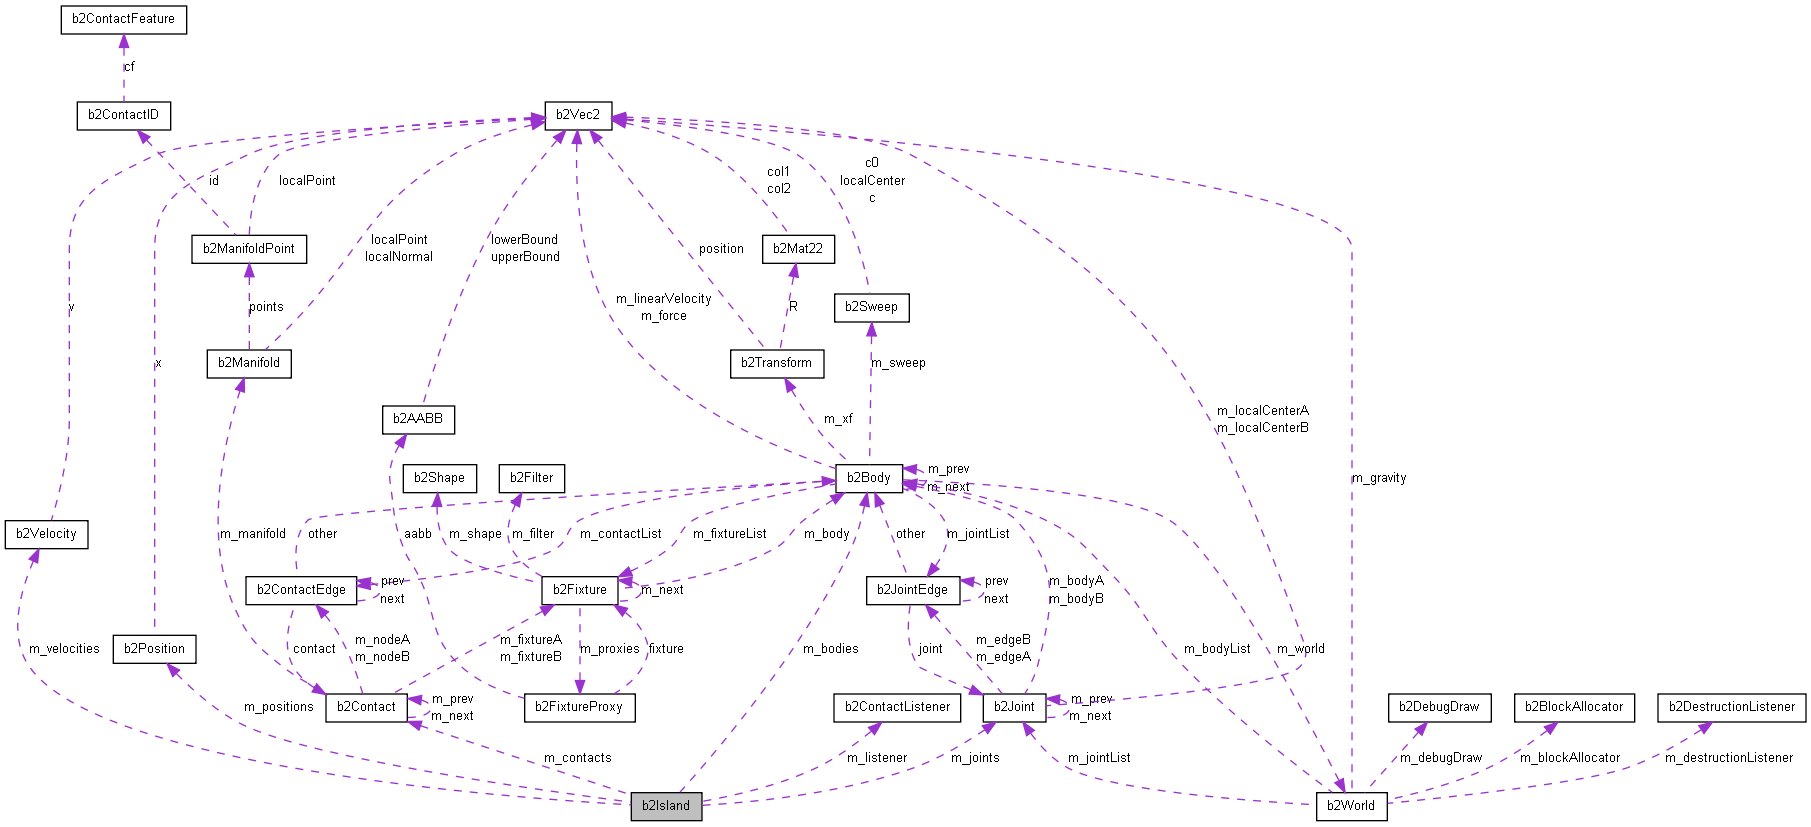 b2ContactFeature
cf
b2ContactID
b2Vec2
id
localPoint
col1
col2
c0
localCenter
c
b2ManifoldPoint
localPoint
localNormal
lowerBound
upperBound
position
b2Mat22
v
points
m_linearVelocity
m_force
R
b2Sweep
x
b2Manifold
b2Transform
m_sweep
b2AABB
m_xf
m_localCenterA
m_localCenterB
b2Shape
b2Filter
b2Body
m_prev
m_next
m_gravity
b2Velocity
m_manifold
other
aabb
m_shape
m_filter
m_contactList
m_fixtureList
m_body
other
m_jointList
b2ContactEdge
prev
next
b2Fixture
m_next
b2JointEdge
prev
next
m_bodyA
m_bodyB
m_velocities
b2Position
contact
m_nodeA
m_nodeB
m_fixtureA
m_fixtureB
m_proxies
fixture
m_bodies
joint
m_edgeB
m_edgeA
m_bodyList
m_world
m_positions
b2Contact
m_prev
m_next
b2FixtureProxy
b2ContactListener
b2Joint
m_prev
m_next
b2DebugDraw
b2BlockAllocator
b2DestructionListener
m_contacts
m_listener
m_joints
m_jointList
m_debugDraw
m_blockAllocator
m_destructionListener
b2Island
b2World